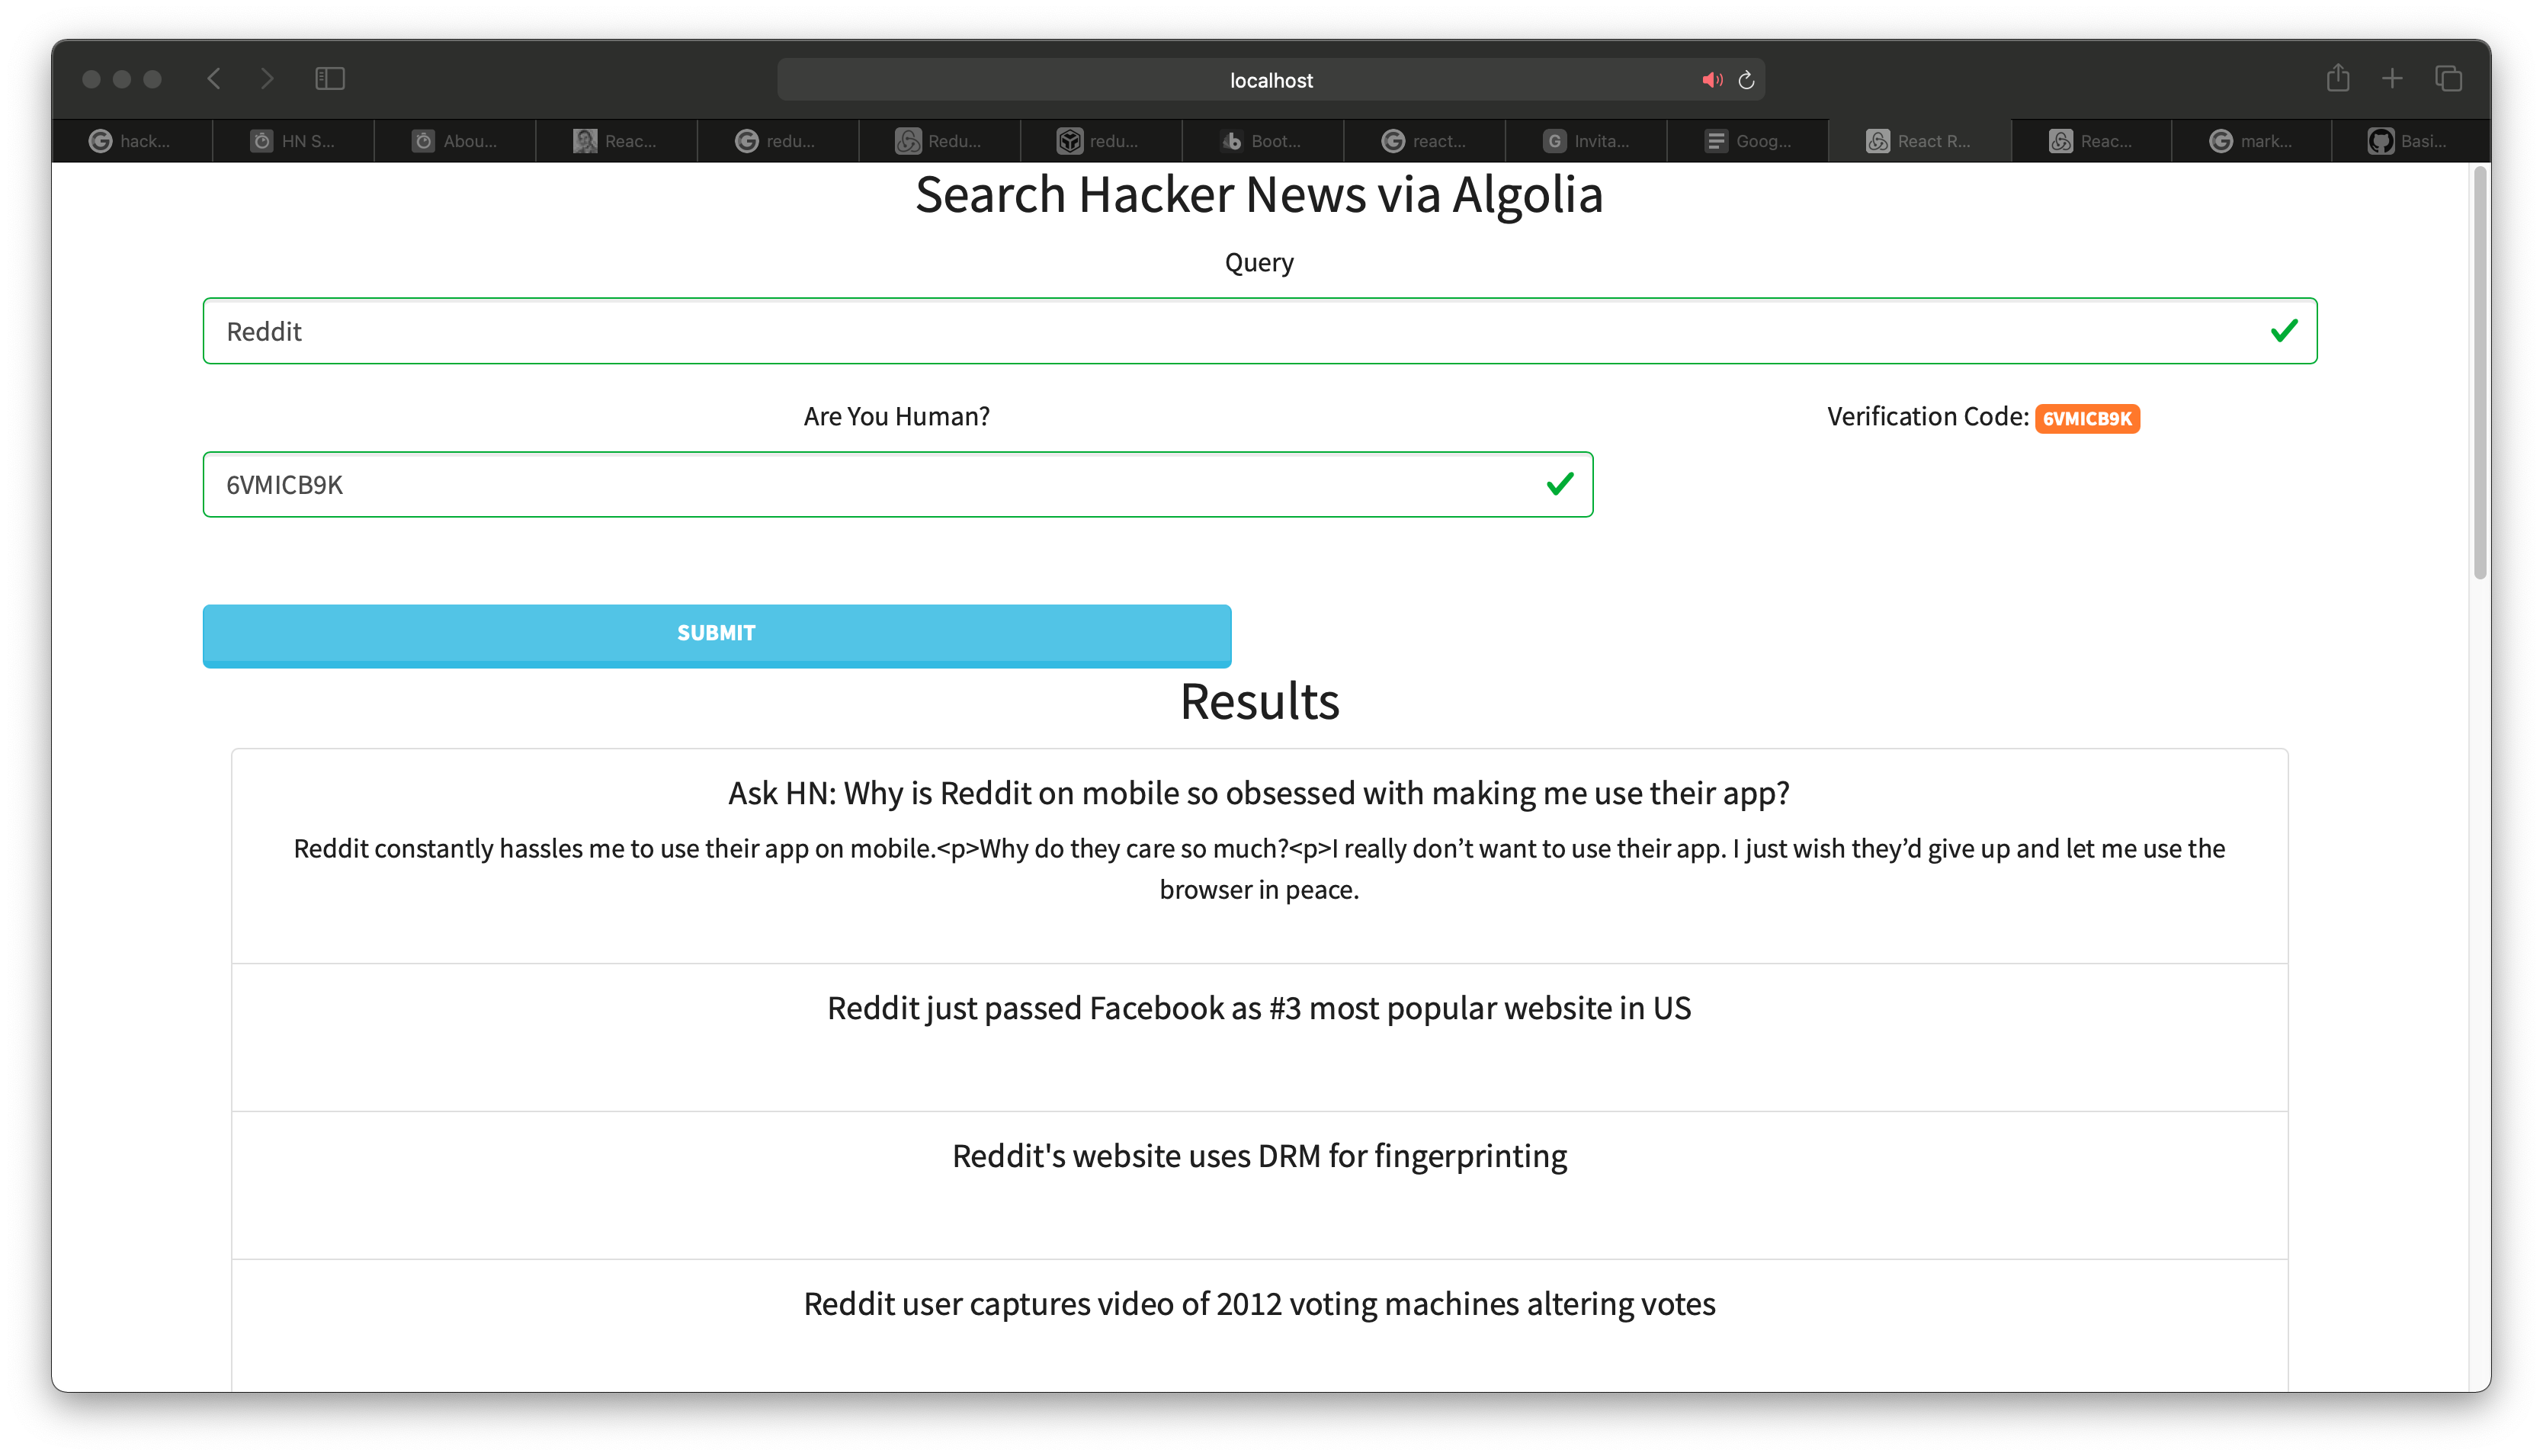 localhost
hack...
HN S...
Abou...
Reac...
redu...
Redu...
redu...
Boot...
react...
Invita...
Goog...
React R...
Reac...
mark...
Basi...
Search Hacker News via Algolia
Query
Reddit
Are You Human?
Verification Code: 6VMICB9K
6VMICB9K
SUBMIT
Results
Ask HN: Why is Reddit on mobile so obsessed with making me use their app?
Reddit constantly hassles me to use their app on mobile.<p>Why do they care so much?<p>I really don’t want to use their app. I just wish they’d give up and let me use the
browser in peace.
Reddit just passed Facebook as #3 most popular website in US
Reddit's website uses DRM for fingerprinting
Reddit user captures video of 2012 voting machines altering votes